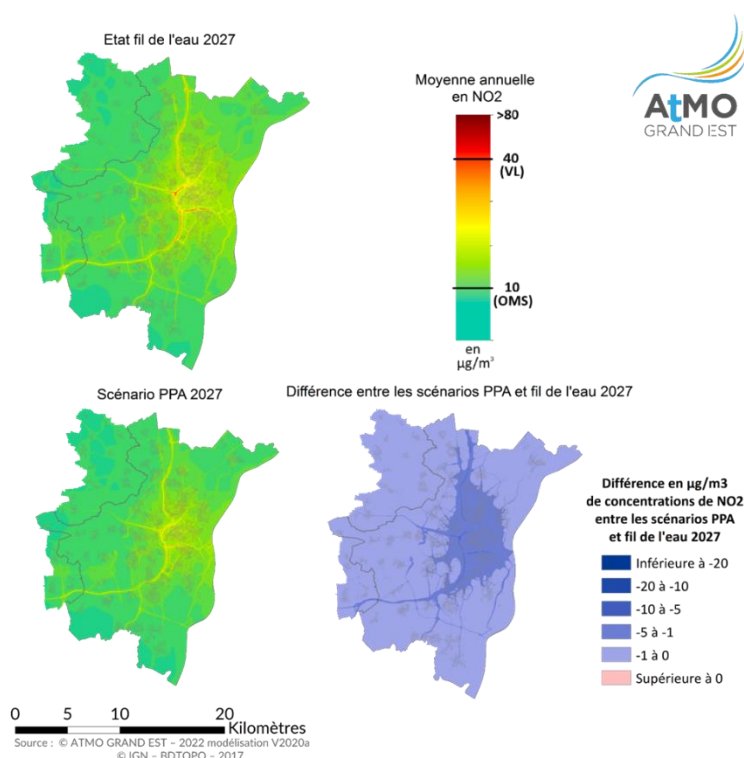 Etat fil de l'eau 2027
Moyenne annuelle
en NO2
>80
40
(VL)
10
(OMS)
en
µg/m³
AtMO
GRAND EST
Scénario PPA 2027
Différence entre les scénarios PPA et fil de l'eau 2027
Différence en µg/m3
de concentrations de NO2
entre les scénarios PPA
et fil de l'eau 2027
Inférieure à -20
-20 à -10
-10 à -5
-5 à -1
-1 à 0
Supérieure à 0
0 5 10 20
Kilomètres
Source : © ATMO GRAND EST - 2022 modélisation V2020a
© IGN - BDTOPO - 2017